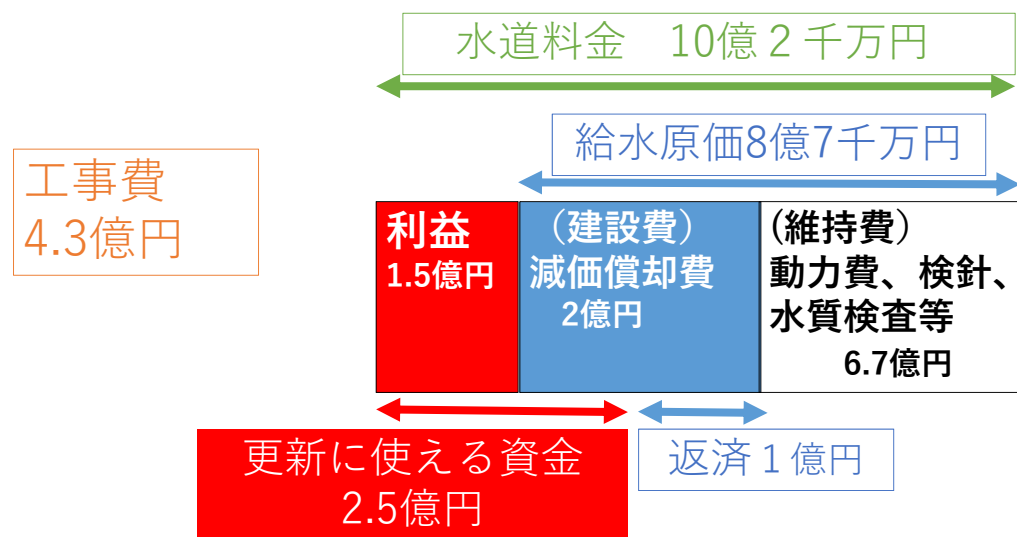 水道料金　10億２千万円
給水原価8億7千万円
工事費
4.3億円
利益
1.5億円
（建設費）
減価償却費
2億円
(維持費）
動力費、検針、
水質検査等
6.7億円
更新に使える資金
2.5億円
返済１億円